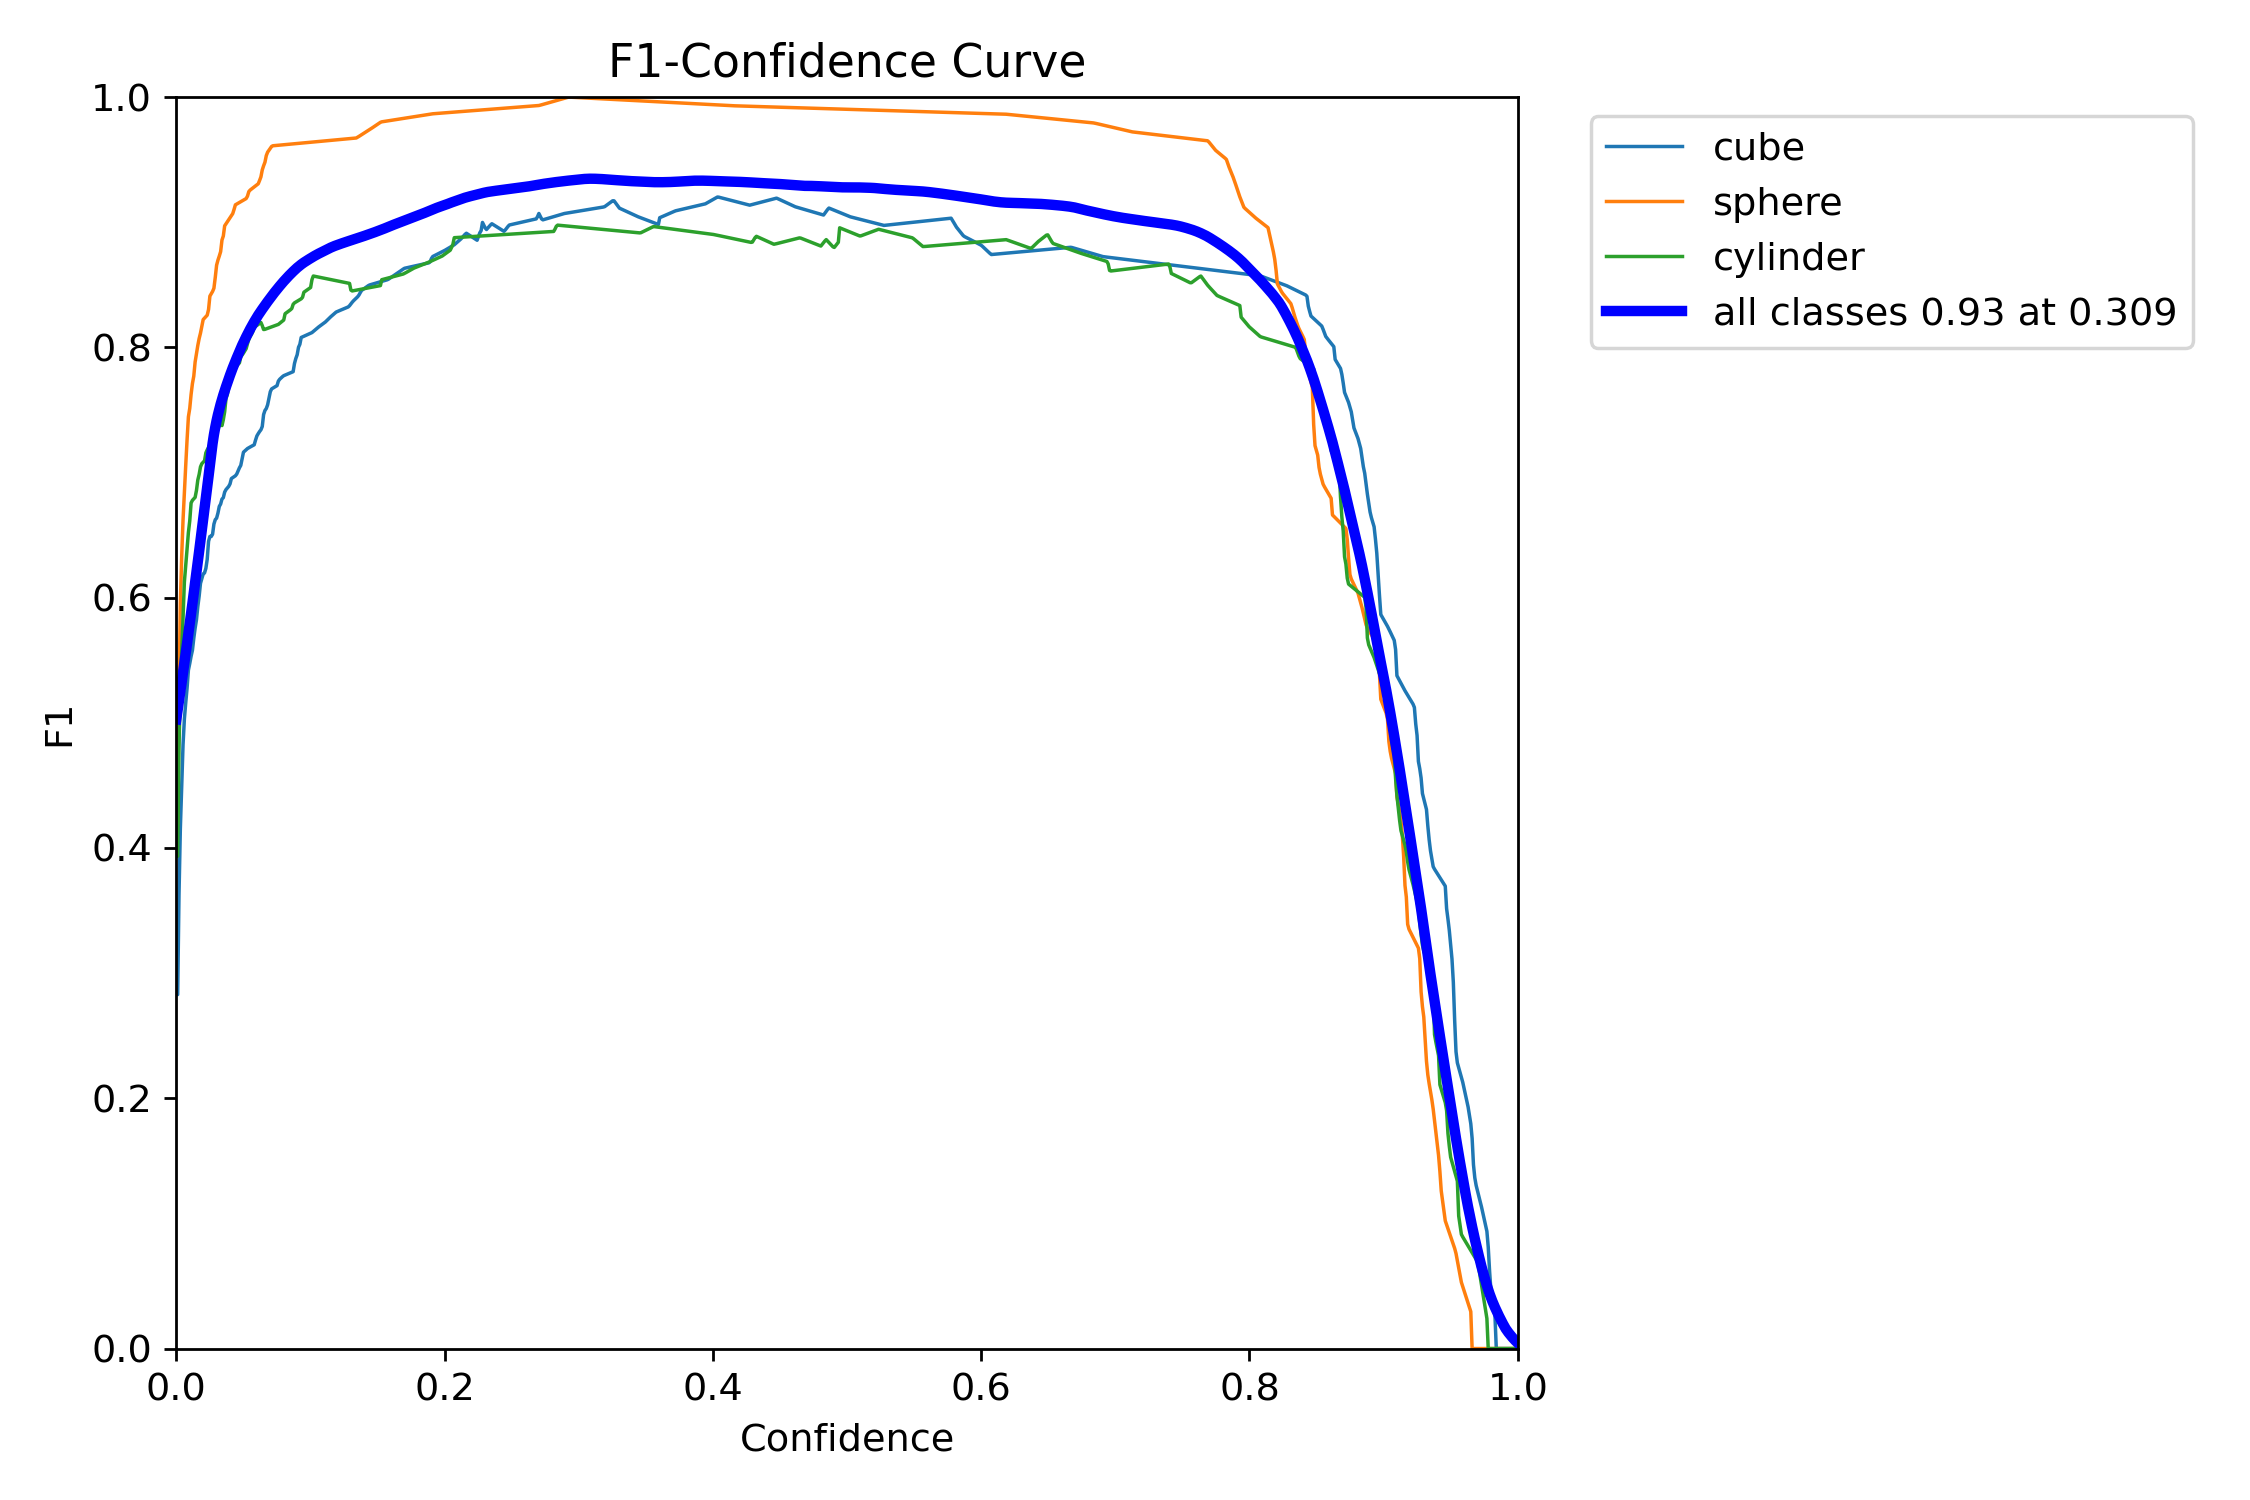 F1-Confidence Curve
1.0
0.8
0.6
0.4
0.2
0.0
F1
0.0 0.2 0.4 0.6 0.8 1.0
Confidence
cube
sphere
cylinder
all classes 0.93 at 0.309